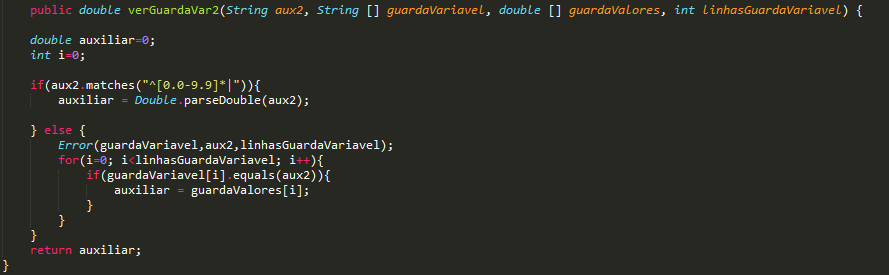 public double verGuardaVar2(String aux2, String [] guardaVariavel, double [] guardaValores, int linhasGuardaVariavel) {
double auxiliar=0;
int i=0;
if(aux2.matches("^[0.0-9.9]*|")){
auxiliar = Double.parseDouble(aux2);
} else {
Error(guardaVariavel,aux2,linhasGuardaVariavel);
for(i=0; i<linhasGuardaVariavel; i++){
if(guardaVariavel[i].equals(aux2)){
auxiliar = guardaValores[i];
}
}
}
return auxiliar;
}